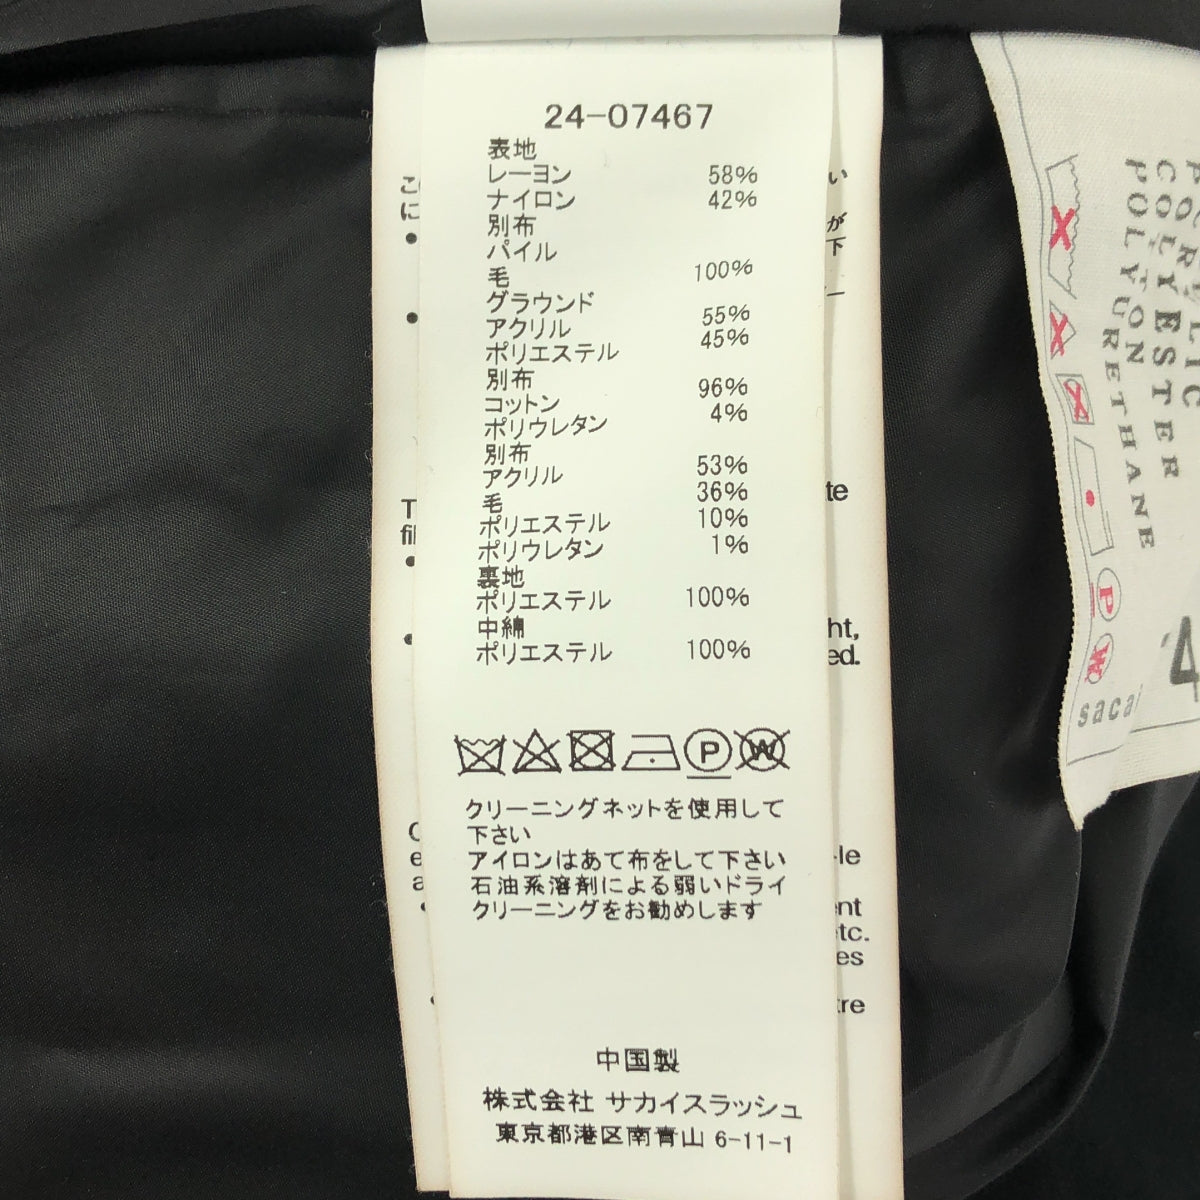 24-07467
表地
レーヨン 58%
ナイロン 42%
別布
パイル
毛 100%
グラウンド
アクリル 55%
ポリエステル 45%
別布
コットン 96%
ポリウレタン 4%
別布
アクリル 53%
毛 36%
ポリエステル 10%
ポリウレタン 1%
裏地
ポリエステル 100%
中綿
ポリエステル 100%
P
W
クリーニングネットを使用して
下さい
アイロンはあて布をして下さい
石油系溶剤による弱いドライ
クリーニングをお勧めします
中国製
株式会社 サカイスラッシュ
東京都港区南青山 6-11-1
POLYESTER
POLYURETHANE
P
W
sacai
4